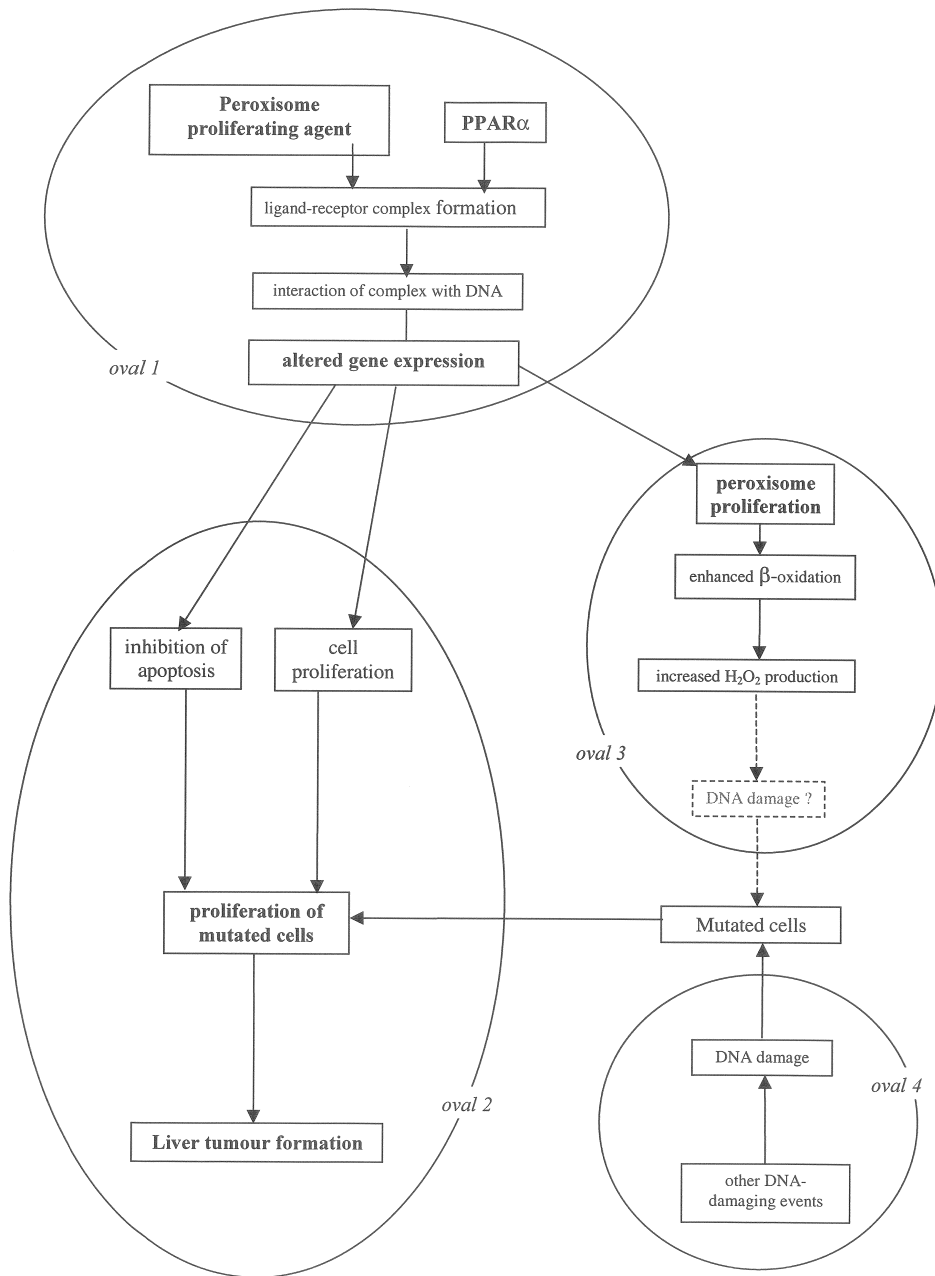 Peroxisome
proliferating agent
PPARα
ligand-receptor complex formation
interaction of complex with DNA
altered gene expression
oval 1
peroxisome
proliferation
enhanced β-oxidation
increased H₂O₂ production
oval 3
DNA damage ?
inhibition of
apoptosis
cell
proliferation
proliferation of
mutated cells
Mutated cells
DNA damage
oval 4
oval 2
Liver tumour formation
other DNA-
damaging events